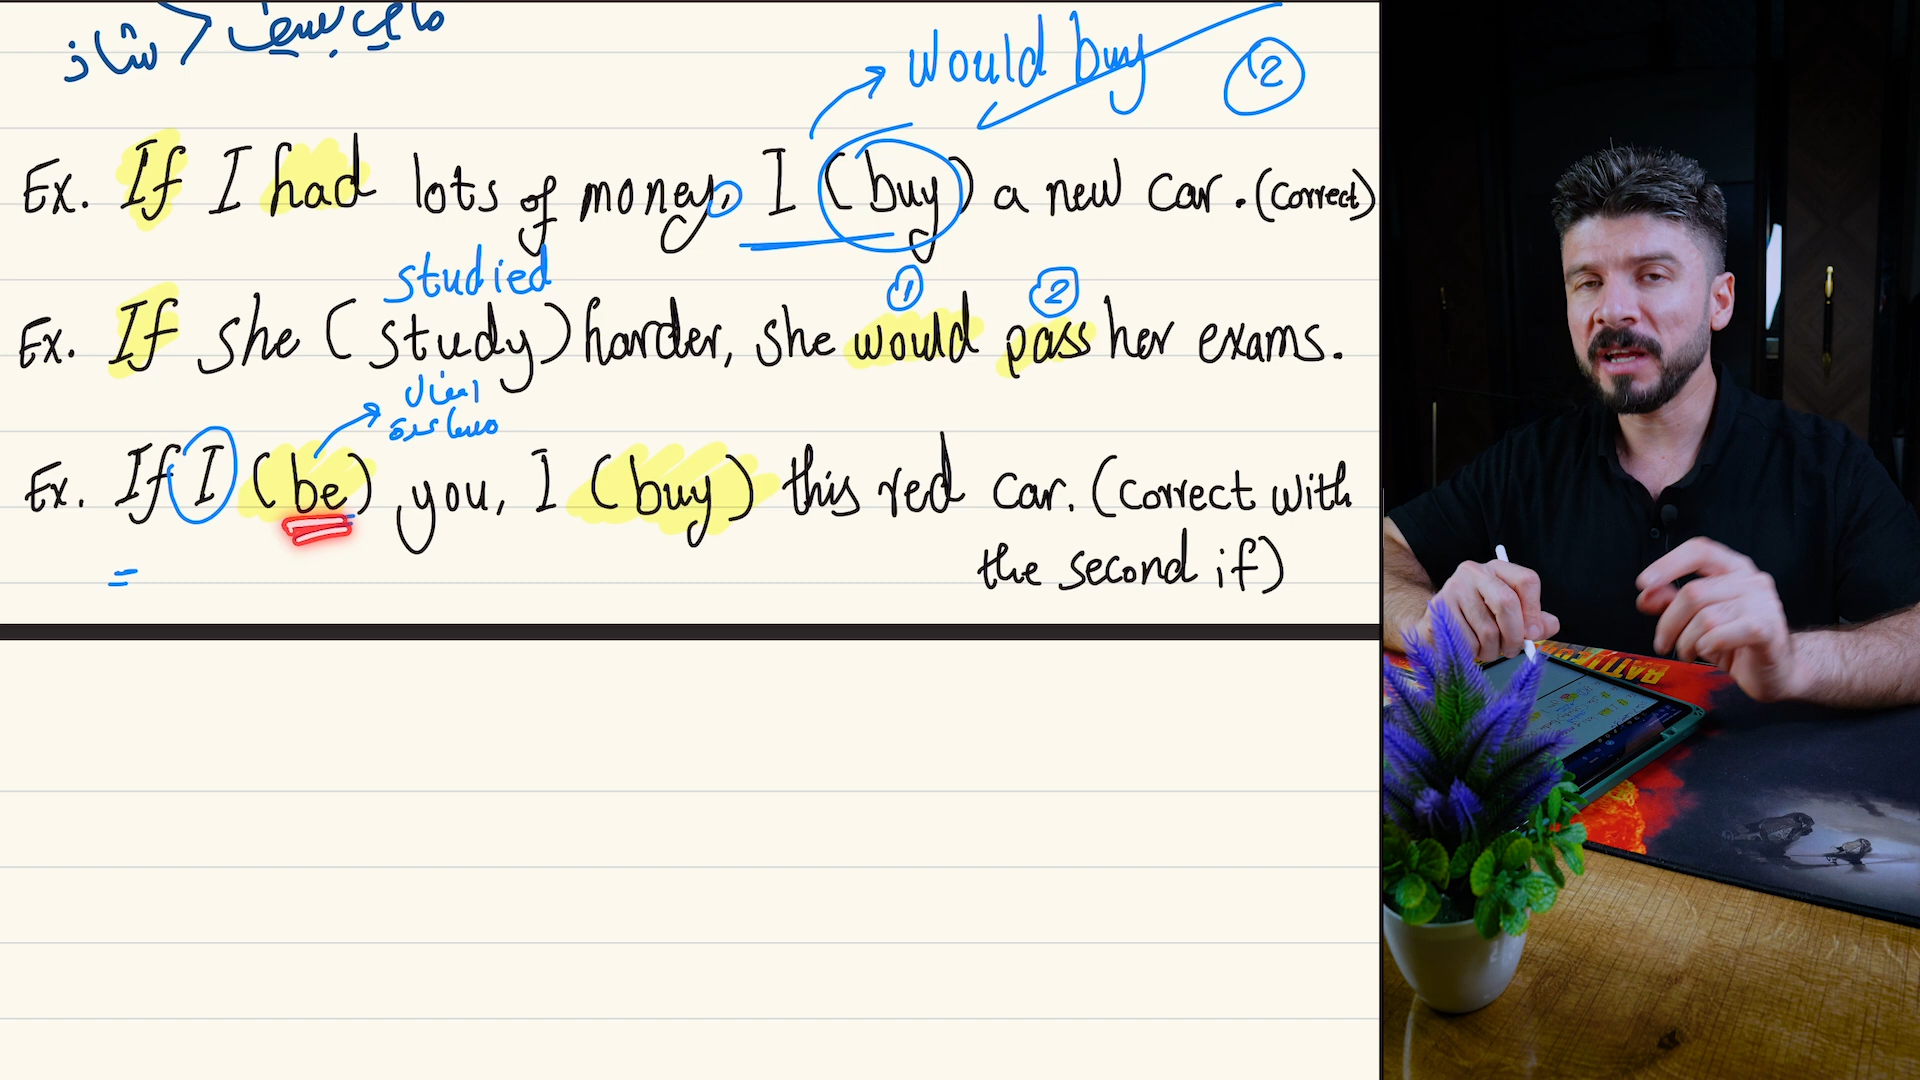 ماضي بسيط < شاذ
would buy ②
Ex. If I had lots of money, I (buy) a new car. (correct)
studied ① ②
Ex. If she (study) harder, she would pass her exams.
افعال
مساعدة
Ex. If I (be) you, I (buy) this red car. (correct with
the second if)
=
BATTLE